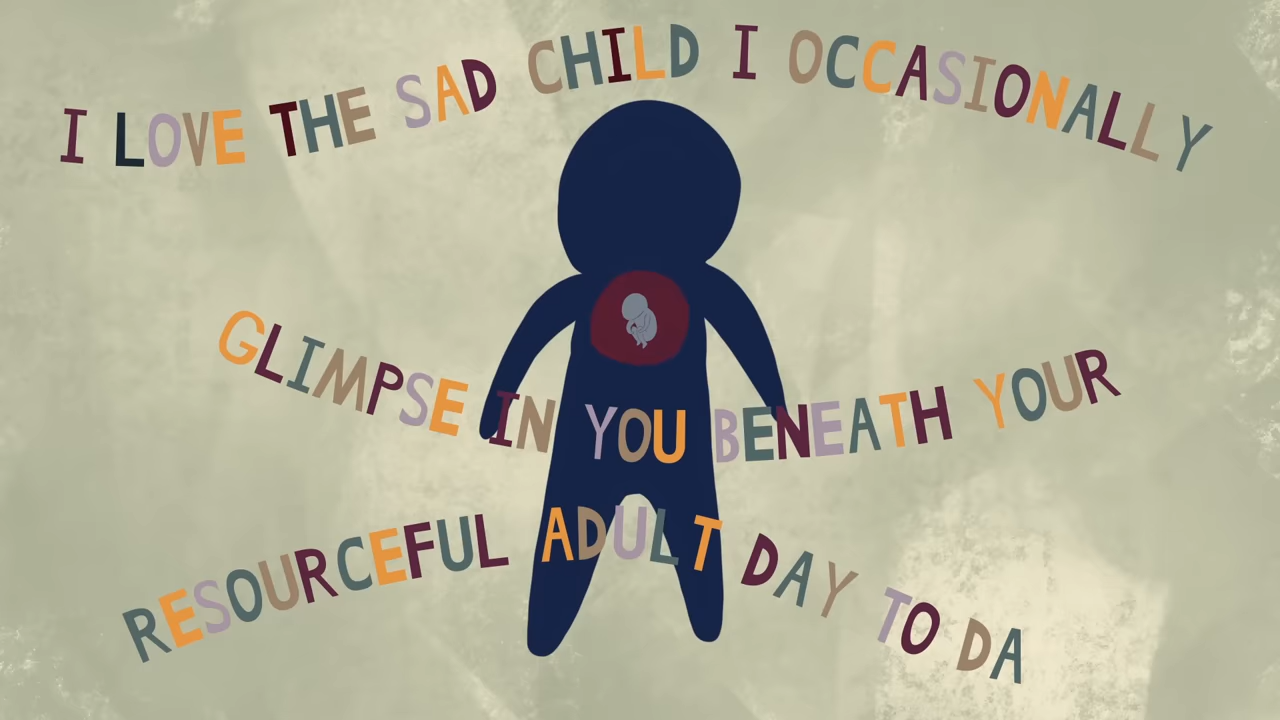 I LOVE THE SAD CHILD I OCCASIONALLY
GLIMPSE IN YOU BENEATH YOUR
RESOURCEFUL ADULT DAY TO DA